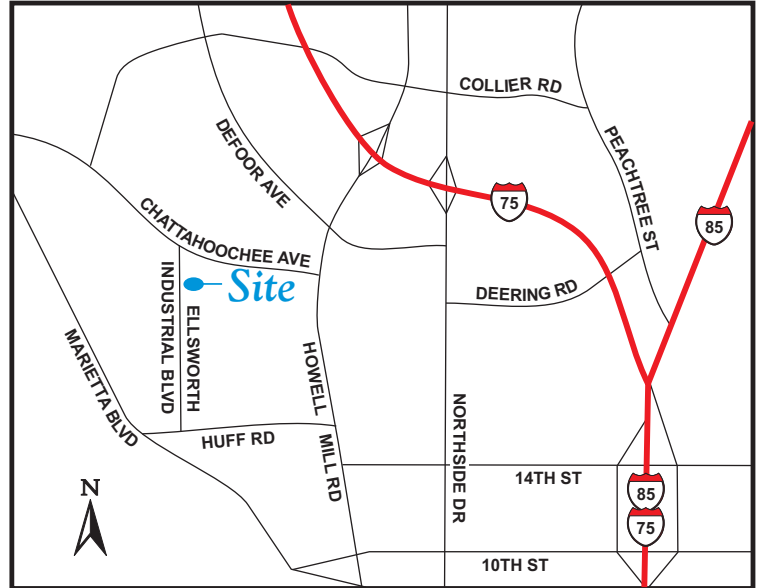 COLLIER RD
DEFOOR AVE
PEACHTREE ST
75
85
CHATTAHOOCHEE AVE
Site
DEERING RD
INDUSTRIAL BLVD
ELLSWORTH
MARIETTA BLVD
HOWELL
MILL RD
NORTHSIDE DR
HUFF RD
14TH ST
85
75
N
10TH ST